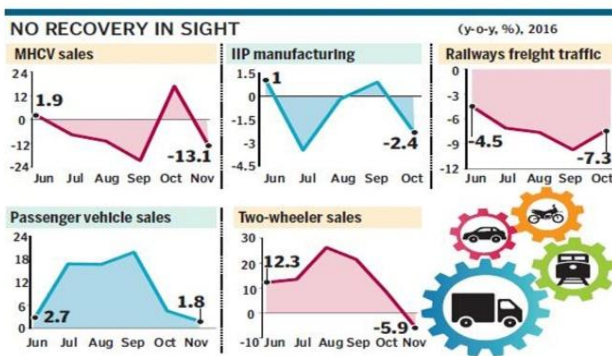 NO RECOVERY IN SIGHT
(y-o-y, %), 2016
MHCV sales
24
12
0
-12
-24
1.9
-13.1
Jun Jul Aug Sep Oct Nov
IIP manufacturing
1.5
0
-1.5
-3
-4.5
1
-2.4
Jun Jul Aug Sep Oct
Railways freight traffic
0
-3
-6
-9
-12
-4.5
-7.3
Jun Jul Aug Sep Oct
Passenger vehicle sales
24
18
12
6
0
2.7
1.8
Jun Jul Aug Sep Oct Nov
Two-wheeler sales
30
20
10
0
-10
12.3
-5.9
Jun Jul Aug Sep Oct Nov